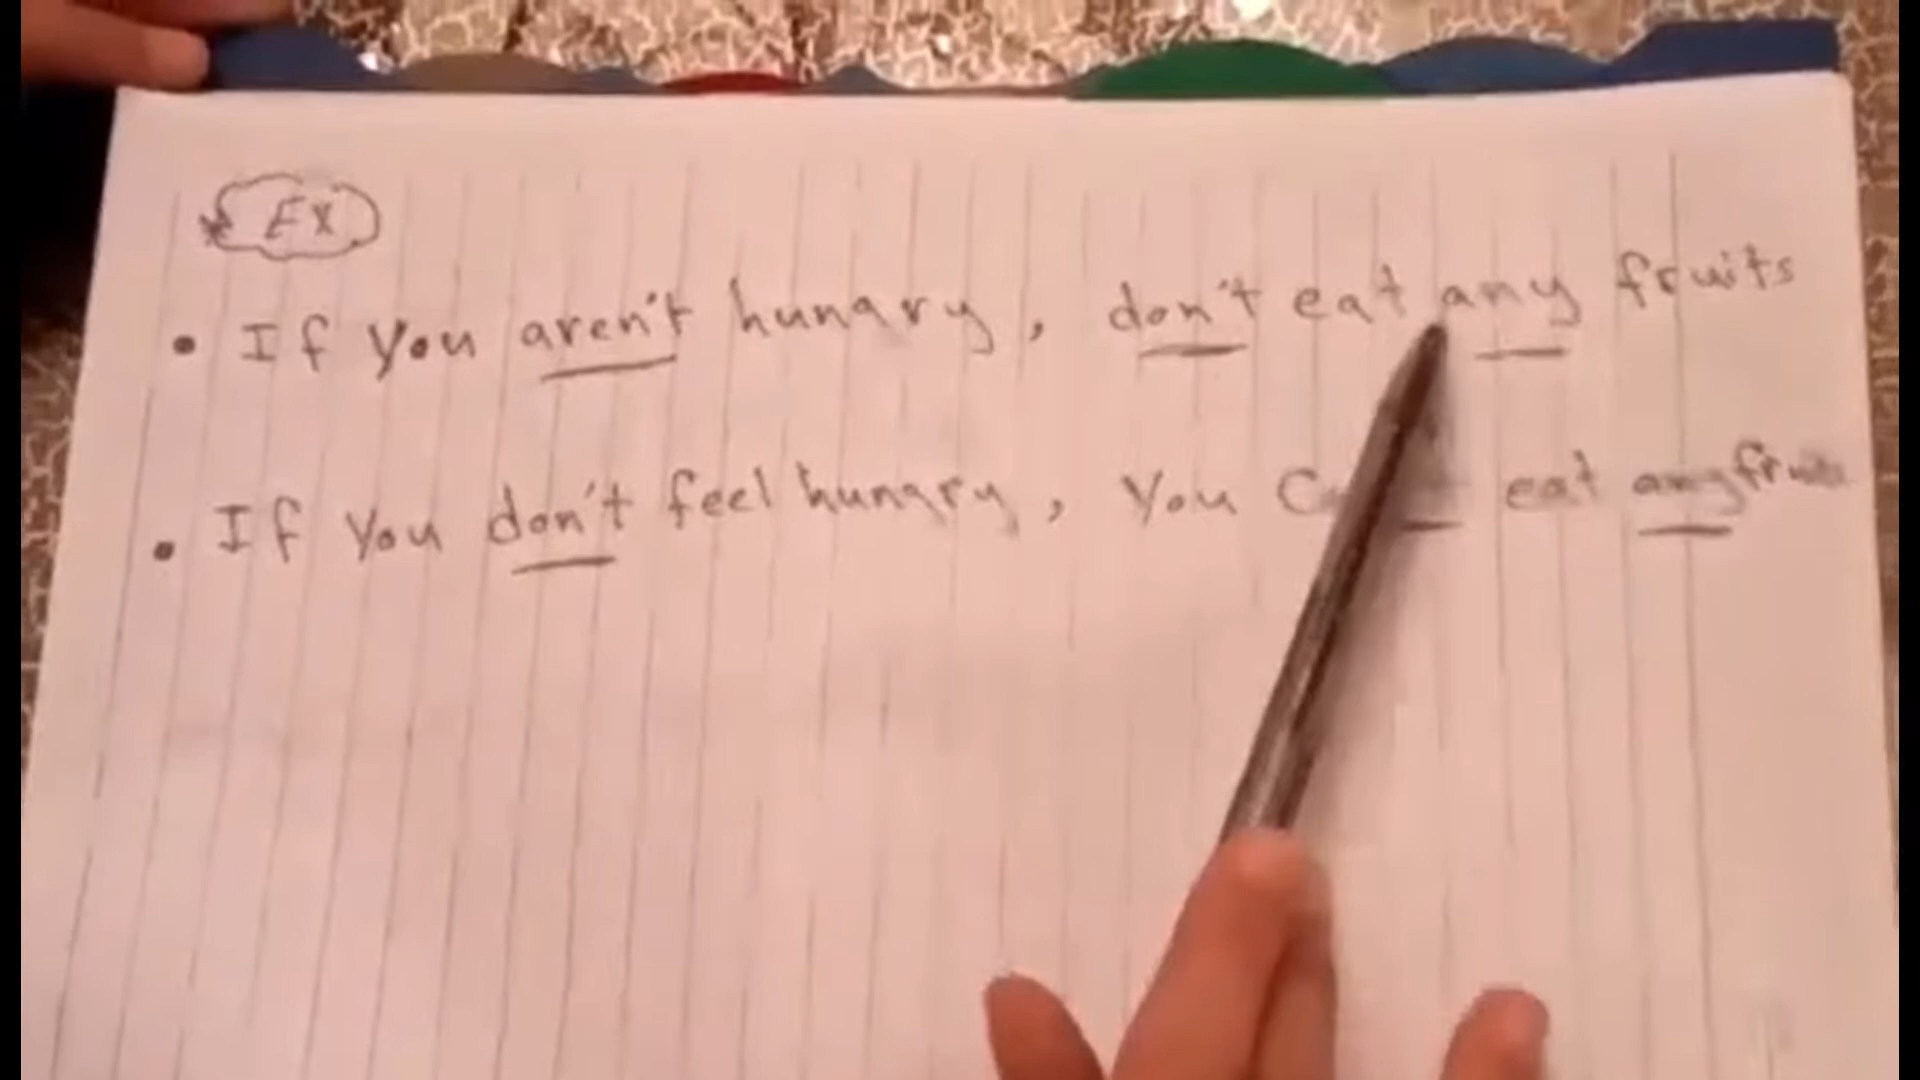 EX
If you aren't hungry, don't eat any fruits
If you don't feel hungry, you eat any